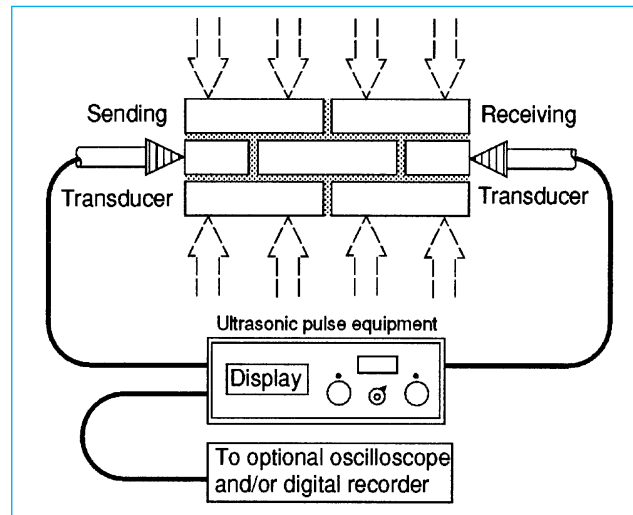 Sending
Receiving
Transducer
Transducer
Ultrasonic pulse equipment
Display
To optional oscilloscope
and/or digital recorder